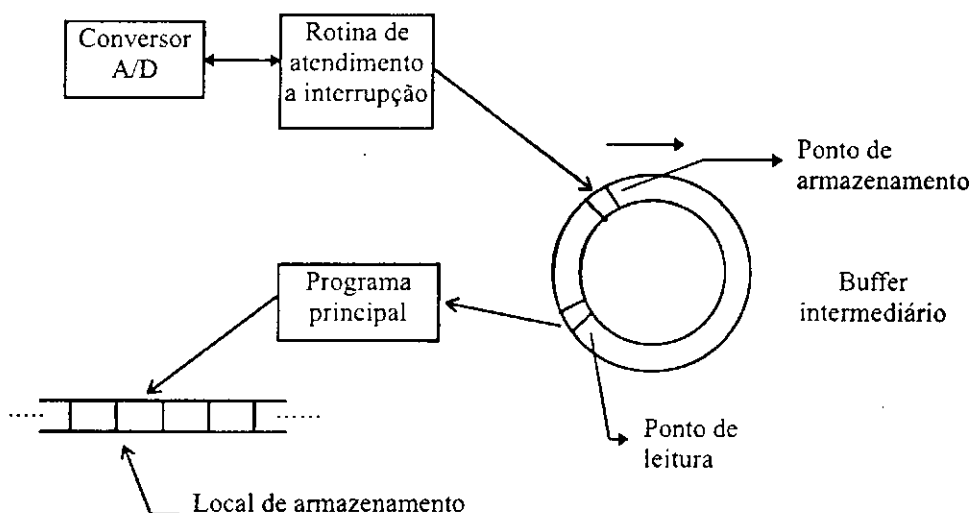 Conversor
A/D
Rotina de
atendimento
a interrupção
Ponto de
armazenamento
Programa
principal
Buffer
intermediário
Ponto de
leitura
Local de armazenamento